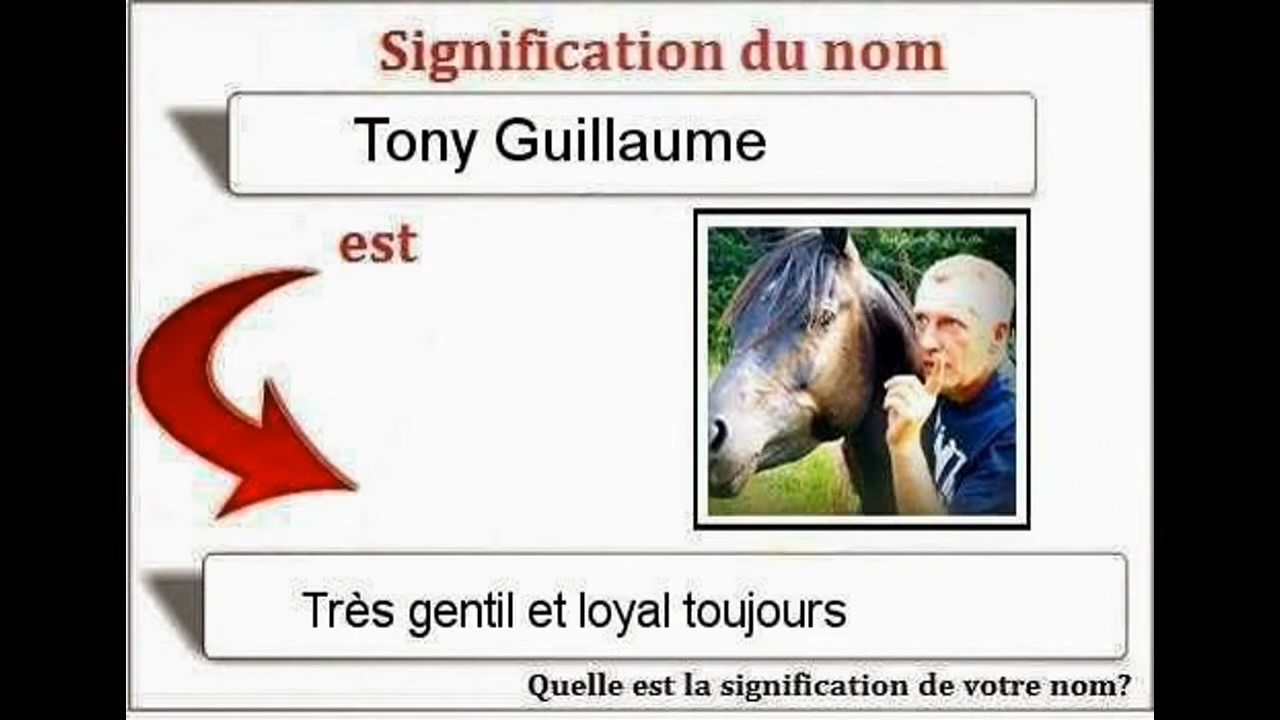 Signification du nom
Tony Guillaume
est
Très gentil et loyal toujours
Quelle est la signification de votre nom?